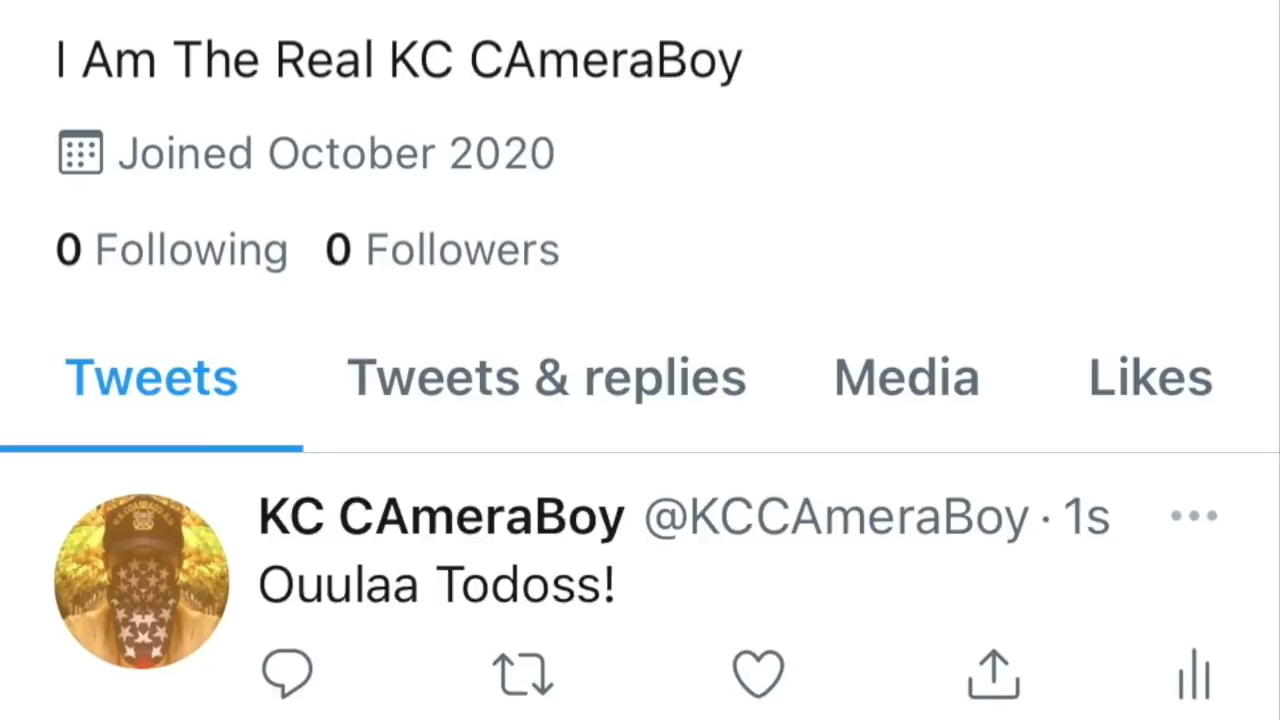 I Am The Real KC CAmeraBoy
Joined October 2020
0 Following 0 Followers
Tweets Tweets & replies Media Likes
KC CAmeraBoy @KCCAmeraBoy · 1s
Ouulaa Todoss!